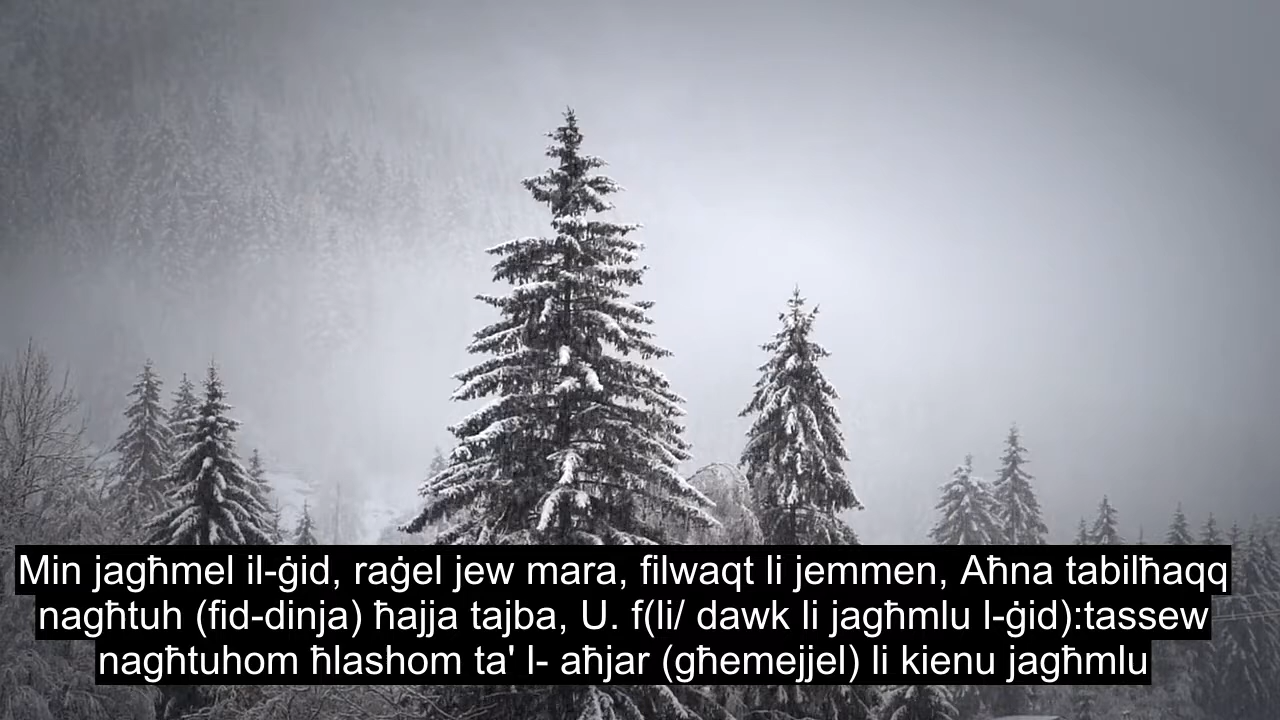 Min jagħmel il-ġid, raġel jew mara, filwaqt li jemmen, Aħna tabilħaqq
nagħtuh (fid-dinja) ħajja tajba, U. f(li/ dawk li jagħmlu l-ġid):tassew
nagħtuhom ħlashom ta' l- aħjar (għemejjel) li kienu jagħmlu